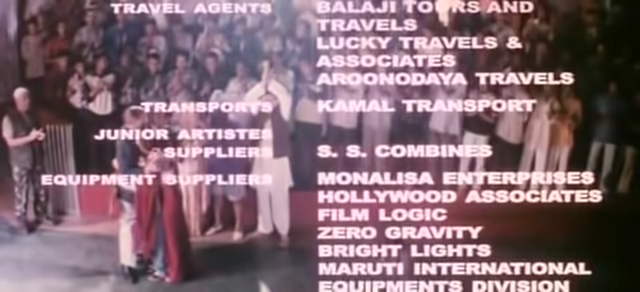 TRAVEL AGENTS BALAJI TOURS AND
TRAVELS
LUCKY TRAVELS &
ASSOCIATES
AROONODAYA TRAVELS
TRANSPORTS KAMAL TRANSPORT
JUNIOR ARTISTES
SUPPLIERS S. S. COMBINES
EQUIPMENT SUPPLIERS MONALISA ENTERPRISES
HOLLYWOOD ASSOCIATES
FILM LOGIC
ZERO GRAVITY
BRIGHT LIGHTS
MARUTI INTERNATIONAL
EQUIPMENTS DIVISION